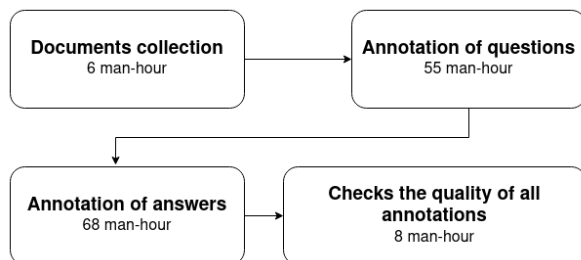 Documents collection
6 man-hour
Annotation of questions
55 man-hour
Annotation of answers
68 man-hour
Checks the quality of all
annotations
8 man-hour